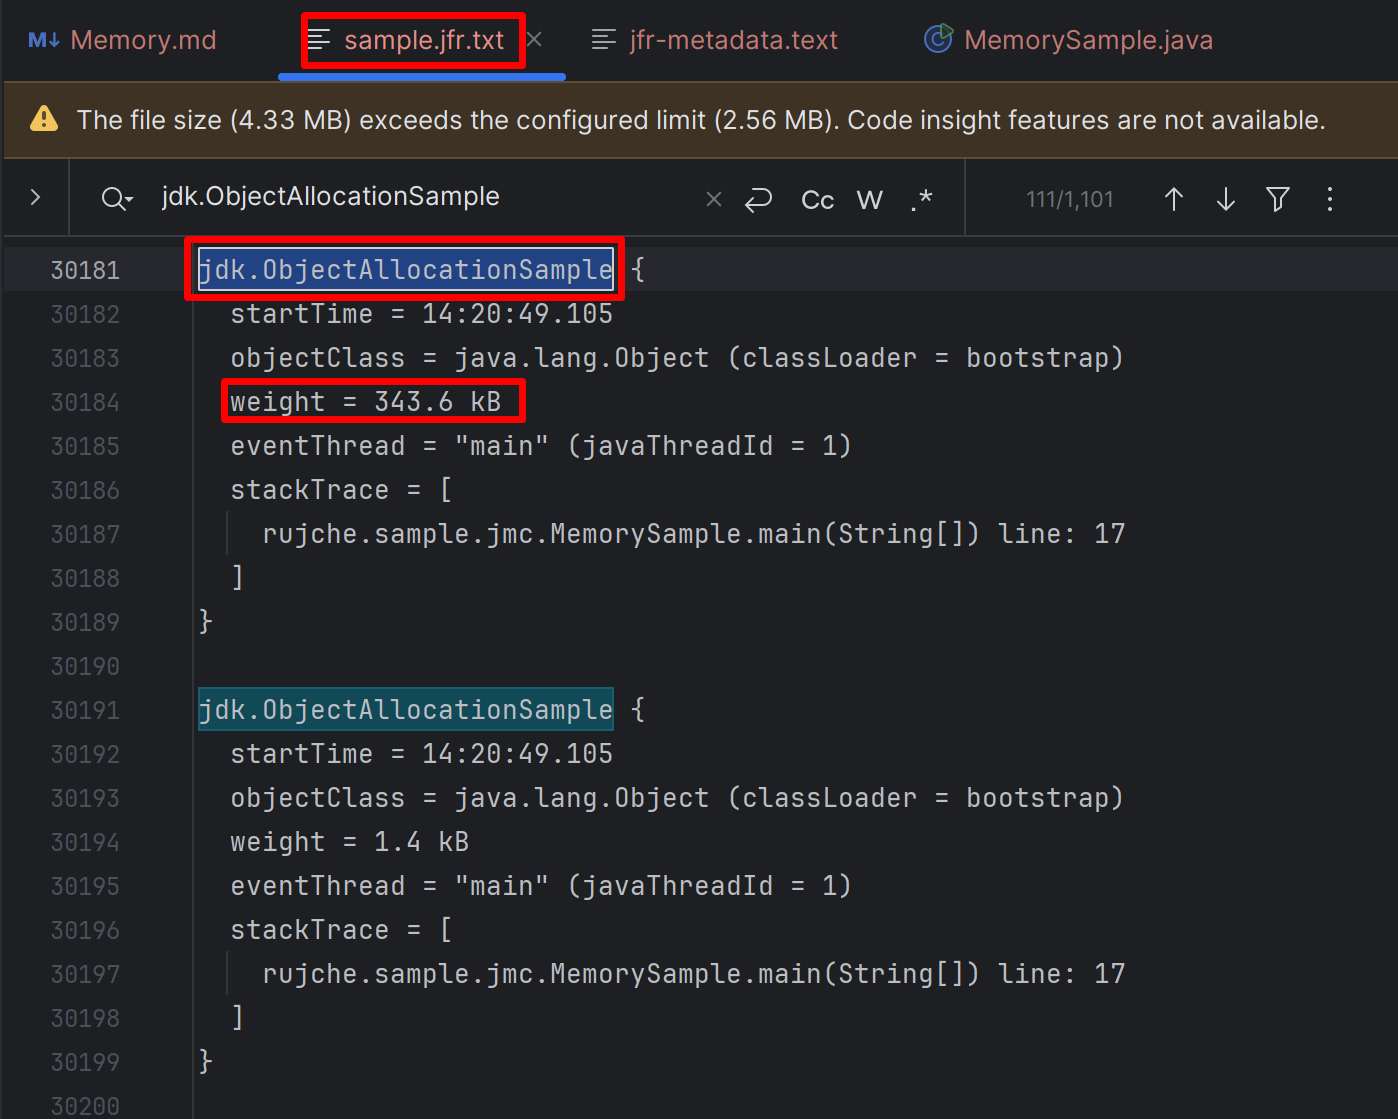 M↓ Memory.md sample.jfr.txt jfr-metadata.text MemorySample.java
The file size (4.33 MB) exceeds the configured limit (2.56 MB). Code insight features are not available.
jdk.ObjectAllocationSample Cc W .* 111/1,101
30181 jdk.ObjectAllocationSample {
30182 startTime = 14:20:49.105
30183 objectClass = java.lang.Object (classLoader = bootstrap)
30184 weight = 343.6 kB
30185 eventThread = "main" (javaThreadId = 1)
30186 stackTrace = [
30187 rujche.sample.jmc.MemorySample.main(String[]) line: 17
30188 ]
30189 }
30190
30191 jdk.ObjectAllocationSample {
30192 startTime = 14:20:49.105
30193 objectClass = java.lang.Object (classLoader = bootstrap)
30194 weight = 1.4 kB
30195 eventThread = "main" (javaThreadId = 1)
30196 stackTrace = [
30197 rujche.sample.jmc.MemorySample.main(String[]) line: 17
30198 ]
30199 }
30200